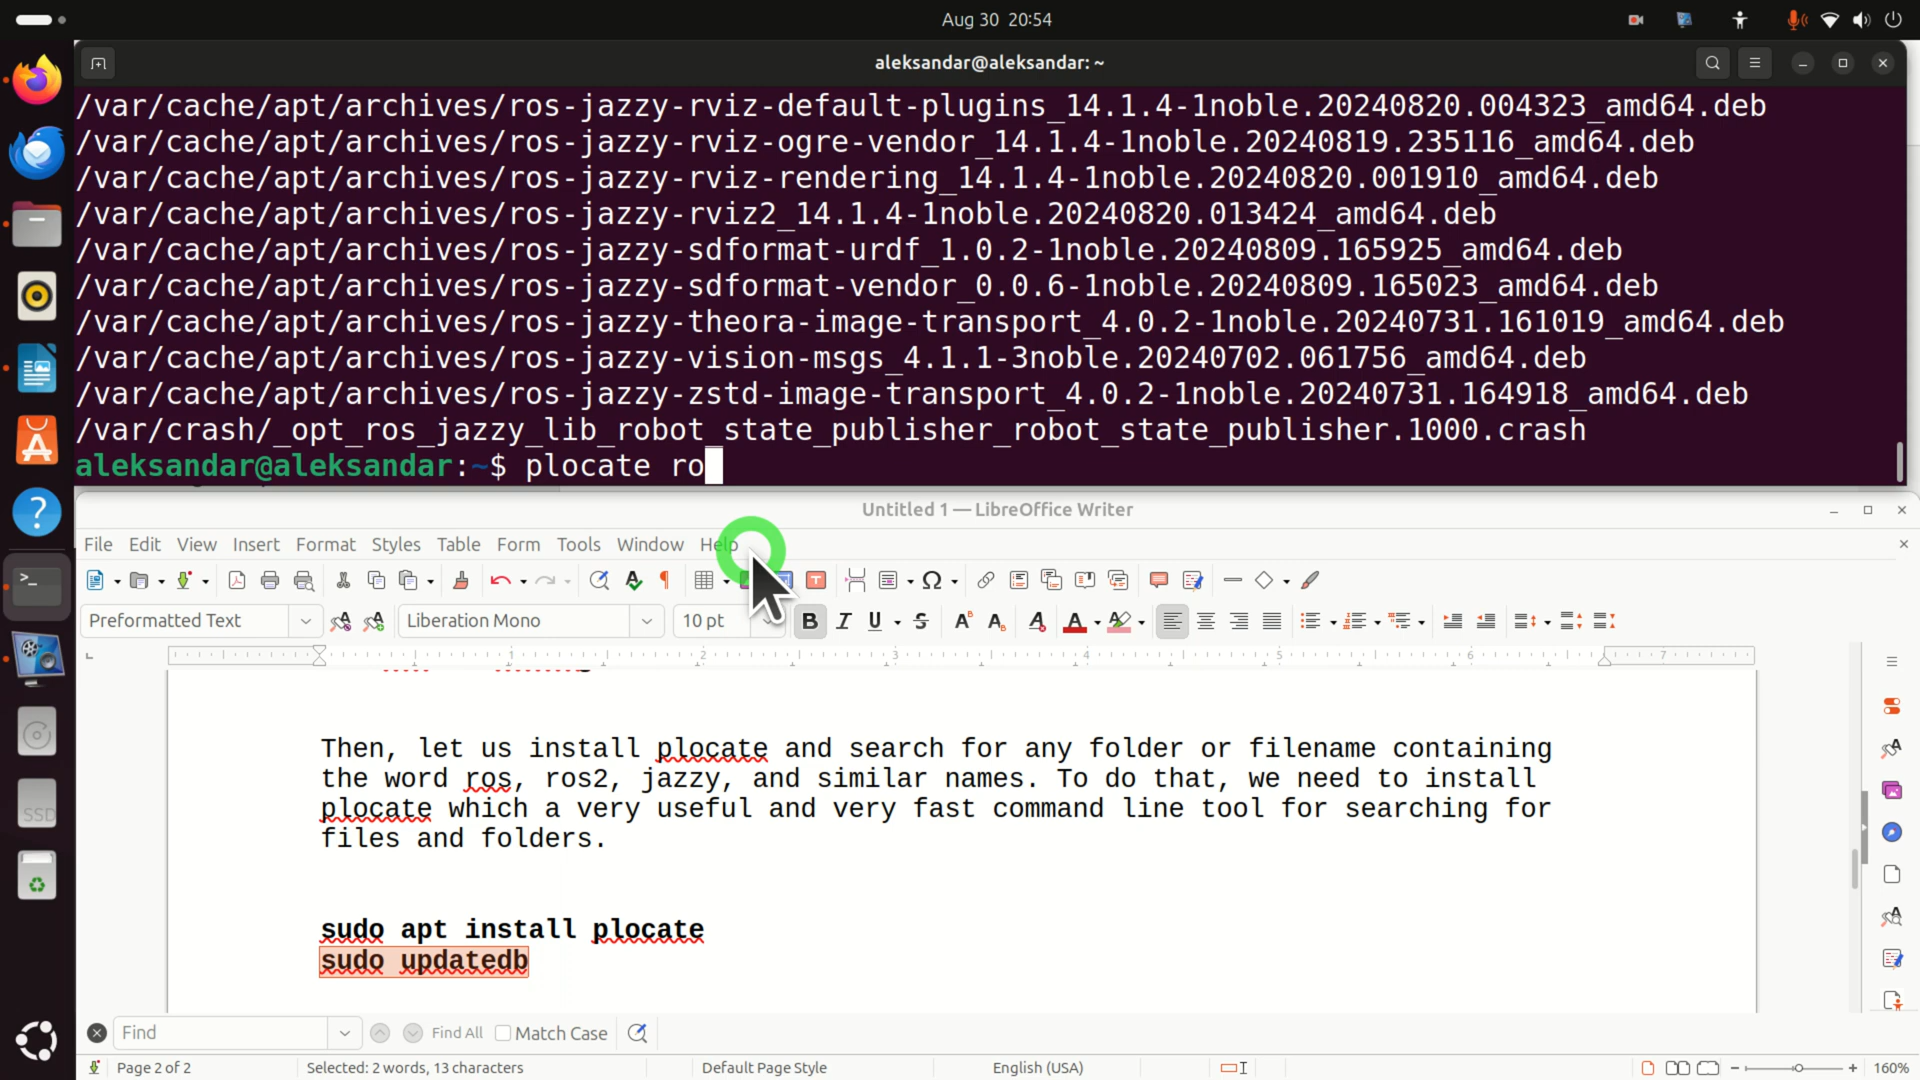 Aug 30 20:54
aleksandar@aleksandar: ~
/var/cache/apt/archives/ros-jazzy-rviz-default-plugins_14.1.4-1noble.20240820.004323_amd64.deb
/var/cache/apt/archives/ros-jazzy-rviz-ogre-vendor_14.1.4-1noble.20240819.235116_amd64.deb
/var/cache/apt/archives/ros-jazzy-rviz-rendering_14.1.4-1noble.20240820.001910_amd64.deb
/var/cache/apt/archives/ros-jazzy-rviz2_14.1.4-1noble.20240820.013424_amd64.deb
/var/cache/apt/archives/ros-jazzy-sdformat-urdf_1.0.2-1noble.20240809.165925_amd64.deb
/var/cache/apt/archives/ros-jazzy-sdformat-vendor_0.0.6-1noble.20240809.165023_amd64.deb
/var/cache/apt/archives/ros-jazzy-theora-image-transport_4.0.2-1noble.20240731.161019_amd64.deb
/var/cache/apt/archives/ros-jazzy-vision-msgs_4.1.1-3noble.20240702.061756_amd64.deb
/var/cache/apt/archives/ros-jazzy-zstd-image-transport_4.0.2-1noble.20240731.164918_amd64.deb
/var/crash/_opt_ros_jazzy_lib_robot_state_publisher_robot_state_publisher.1000.crash
aleksandar@aleksandar:~$ plocate ro
Untitled 1 — LibreOffice Writer
File Edit View Insert Format Styles Table Form Tools Window Help
Preformatted Text Liberation Mono 10 pt
1 2 3 4 5 6 7
Then, let us install plocate and search for any folder or filename containing
the word ros, ros2, jazzy, and similar names. To do that, we need to install
plocate which a very useful and very fast command line tool for searching for
files and folders.
sudo apt install plocate
sudo updatedb
Find Find All Match Case
Page 2 of 2 Selected: 2 words, 13 characters Default Page Style English (USA) 160%
SSD